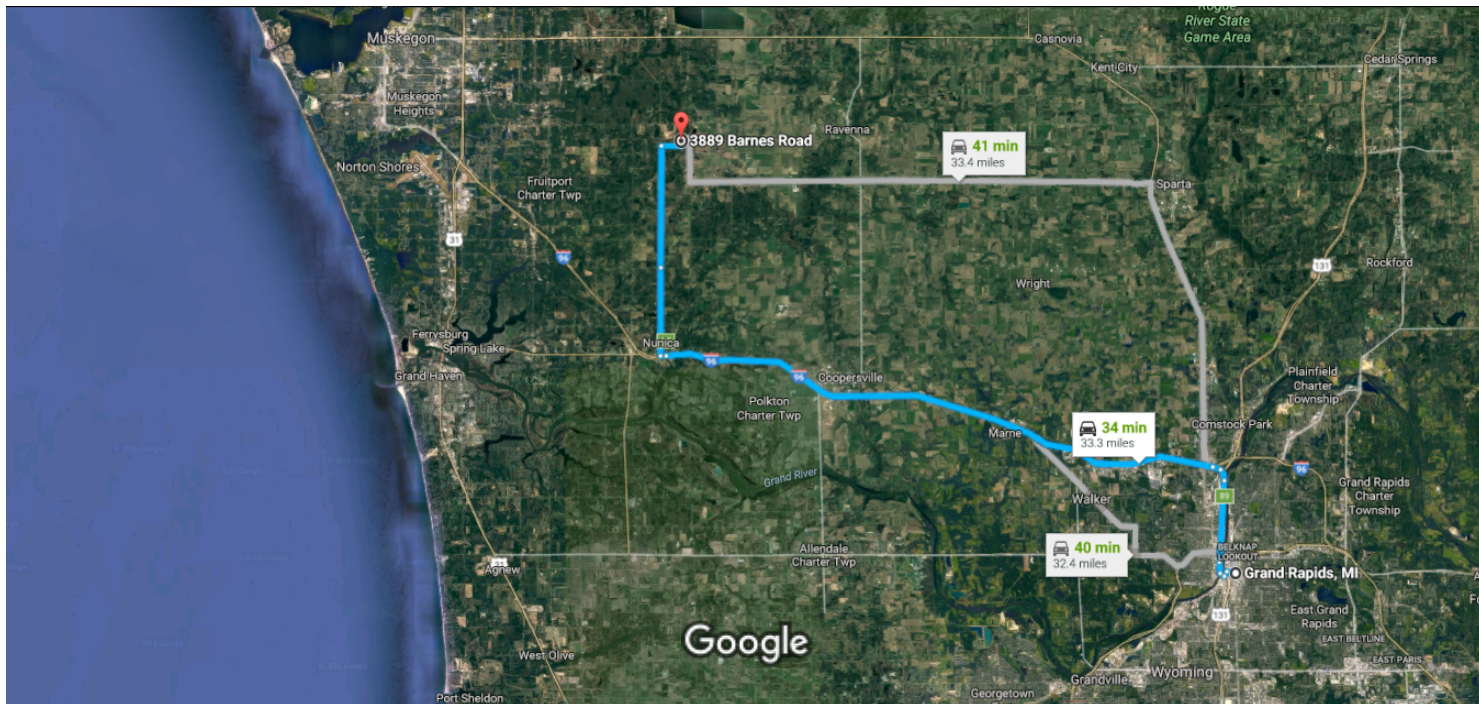 Rogue
River State
Game Area
Muskegon
Casnovia
Cedar Springs
Kent City
Muskegon
Heights
3889 Barnes Road
Ravenna
41 min
33.4 miles
Norton Shores
Fruitport
Charter Twp
Sparta
31
96
131
Rockford
Wright
Ferrysburg
Spring Lake
Nunica
96
96
Coopersville
Grand Haven
Plainfield
Charter
Township
Polkton
Charter Twp
34 min
33.3 miles
Marne
Comstock Park
Grand River
96
Walker
89
Grand Rapids
Charter
Township
Allendale
Charter Twp
40 min
32.4 miles
BELKNAP
LOOKOUT
Agnew
31
Grand Rapids, MI
131
East Grand
Rapids
EAST BELTLINE
Google
West Olive
EAST PARIS
Wyoming
Grandville
Georgetown
Port Sheldon